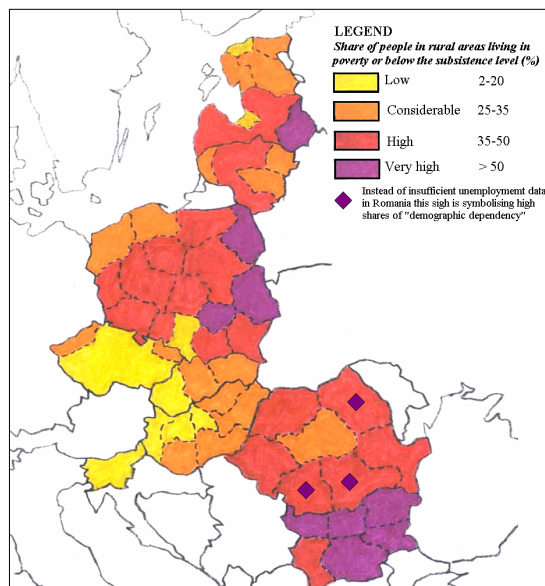 LEGEND
Share of people in rural areas living in
poverty or below the subsistence level (%)
Low 2-20
Considerable 25-35
High 35-50
Very high > 50
Instead of insufficient unemployment data
in Romania this sigh is symbolising high
shares of "demographic dependency"